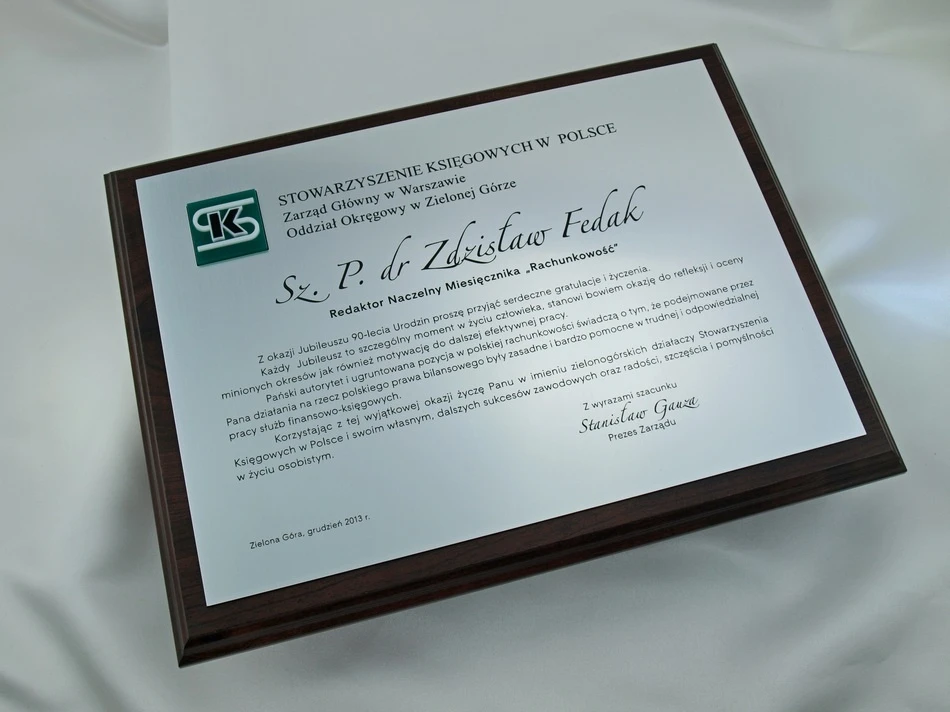 SKS
STOWARZYSZENIE KSIĘGOWYCH W POLSCE
Zarząd Główny w Warszawie
Oddział Okręgowy w Zielonej Górze
Sz. P. dr Zdzisław Fedak
Redaktor Naczelny Miesięcznika „Rachunkowość"
Z okazji Jubileuszu 90-lecia Urodzin proszę przyjąć serdeczne gratulacje i życzenia.
Każdy Jubileusz to szczególny moment w życiu człowieka, stanowi bowiem okazję do refleksji i oceny
minionych okresów jak również motywację do dalszej efektywnej pracy.
Pański autorytet i ugruntowana pozycja w polskiej rachunkowości świadczą o tym, że podejmowane przez
Pana działania na rzecz polskiego prawa bilansowego były zasadne i bardzo pomocne w trudnej i odpowiedzialnej
pracy służb finansowo-księgowych.
Korzystając z tej wyjątkowej okazji życzę Panu w imieniu zielonogórskich działaczy Stowarzyszenia
Księgowych w Polsce i swoim własnym, dalszych sukcesów zawodowych oraz radości, szczęścia i pomyślności
w życiu osobistym.
Z wyrazami szacunku
Stanisław Gauza
Prezes Zarządu
Zielona Góra, grudzień 2013 r.